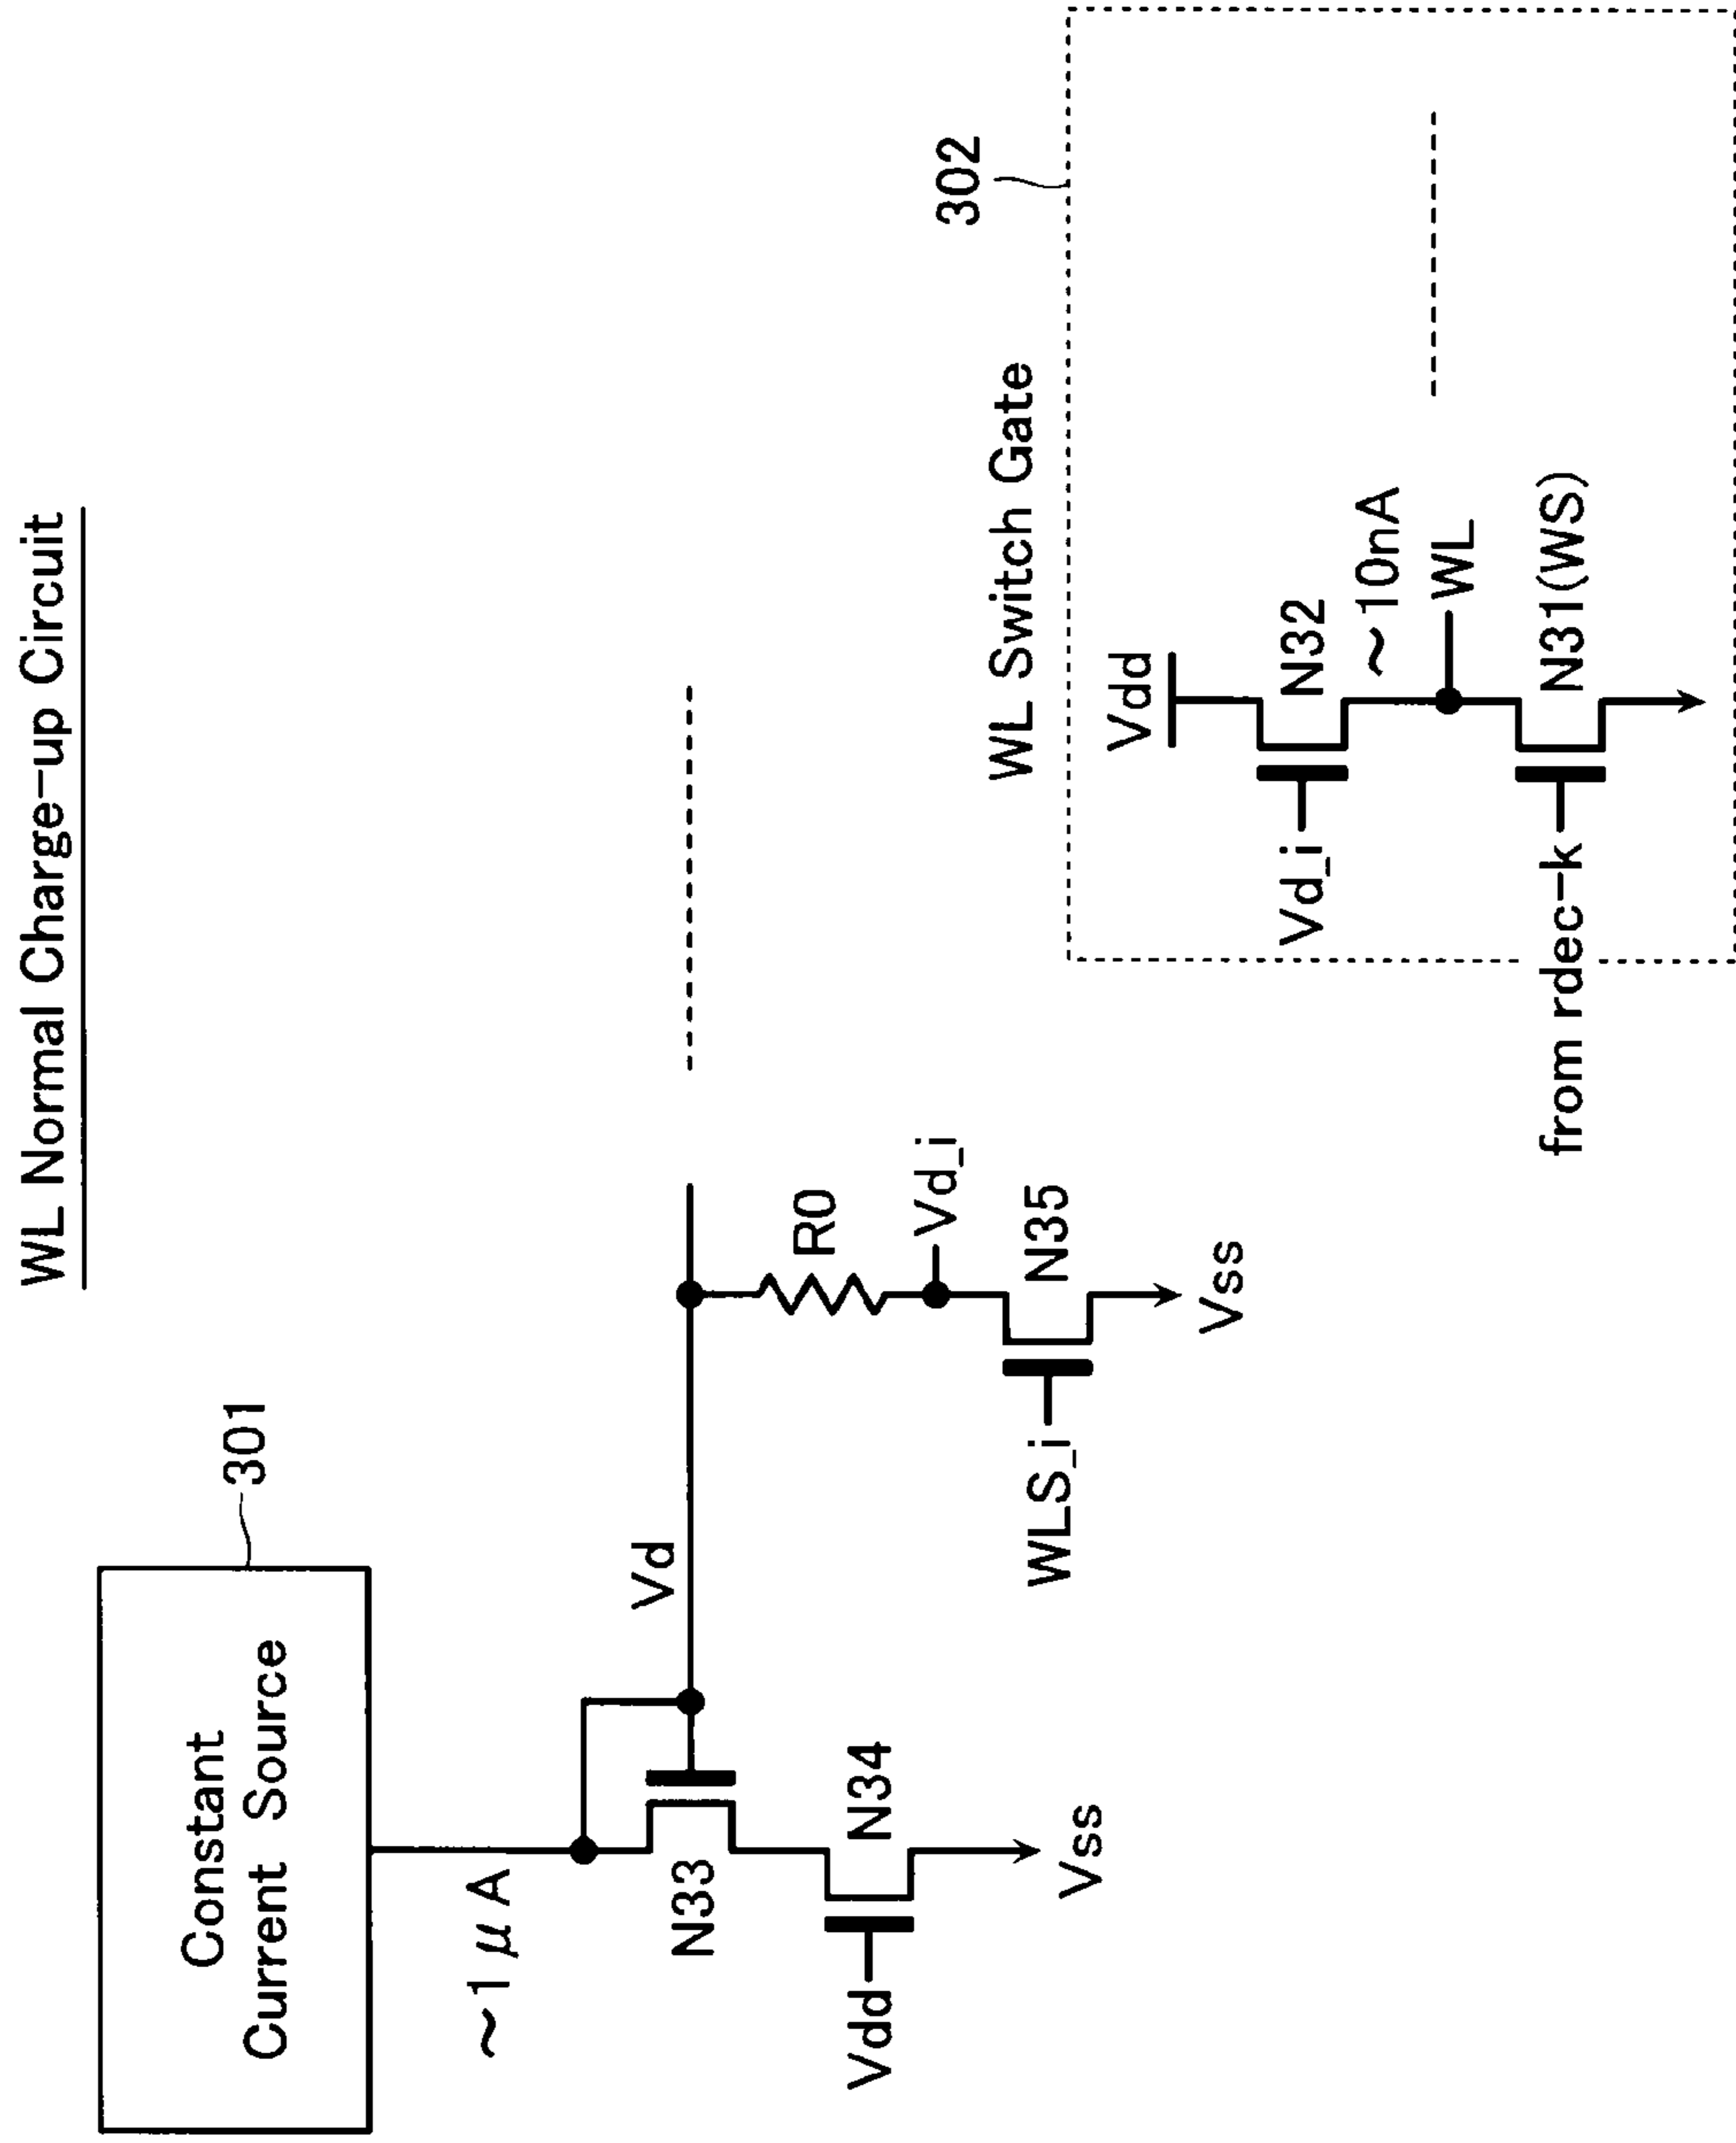 WL Normal Charge-up Circuit
301
Constant
Current Source
~1μA
Vd
N33
N34
Vdd
Vss
R0
Vd_i
WLS_i
N35
Vss
302
WL Switch Gate
Vdd
Vd_i
N32
~10nA
WL
from rdec-k
N31(WS)